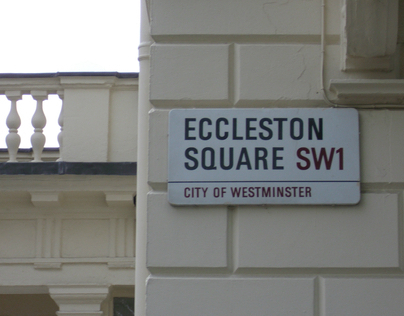 ECCLESTON
SQUARE SW1
CITY OF WESTMINSTER